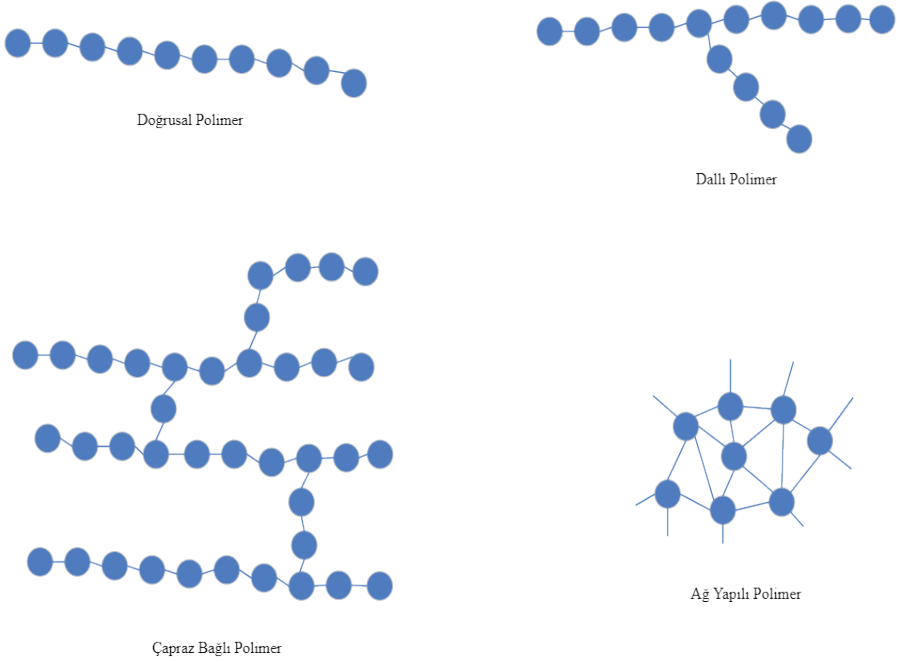 Doğrusal Polimer
Dallı Polimer
Ağ Yapılı Polimer
Çapraz Bağlı Polimer